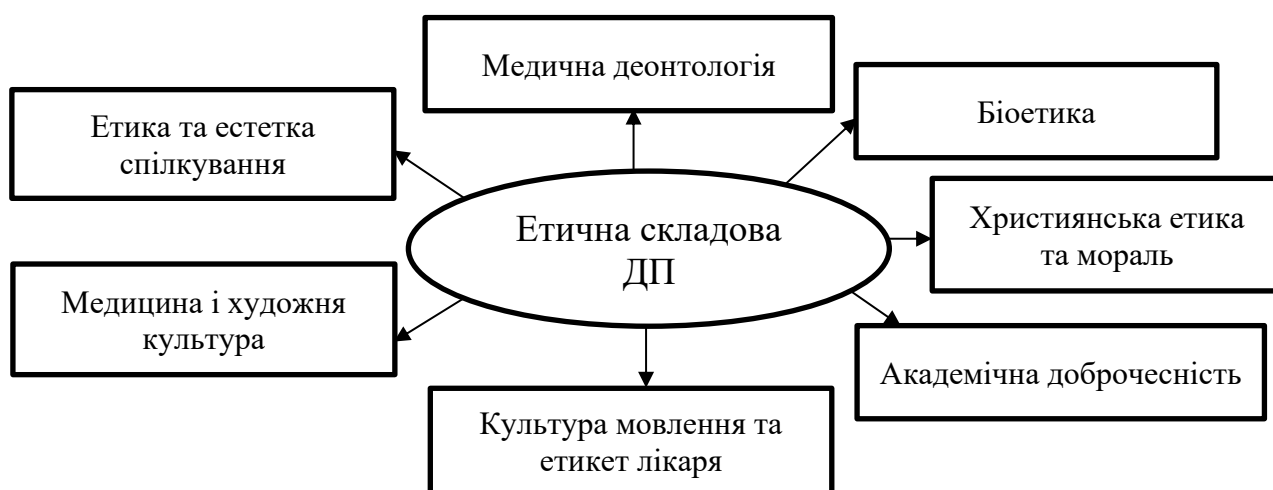 Медична деонтологія
Етика та естетка
спілкування
Біоетика
Етична складова
ДП
Християнська етика
та мораль
Медицина і художня
культура
Академічна доброчесність
Культура мовлення та
етикет лікаря